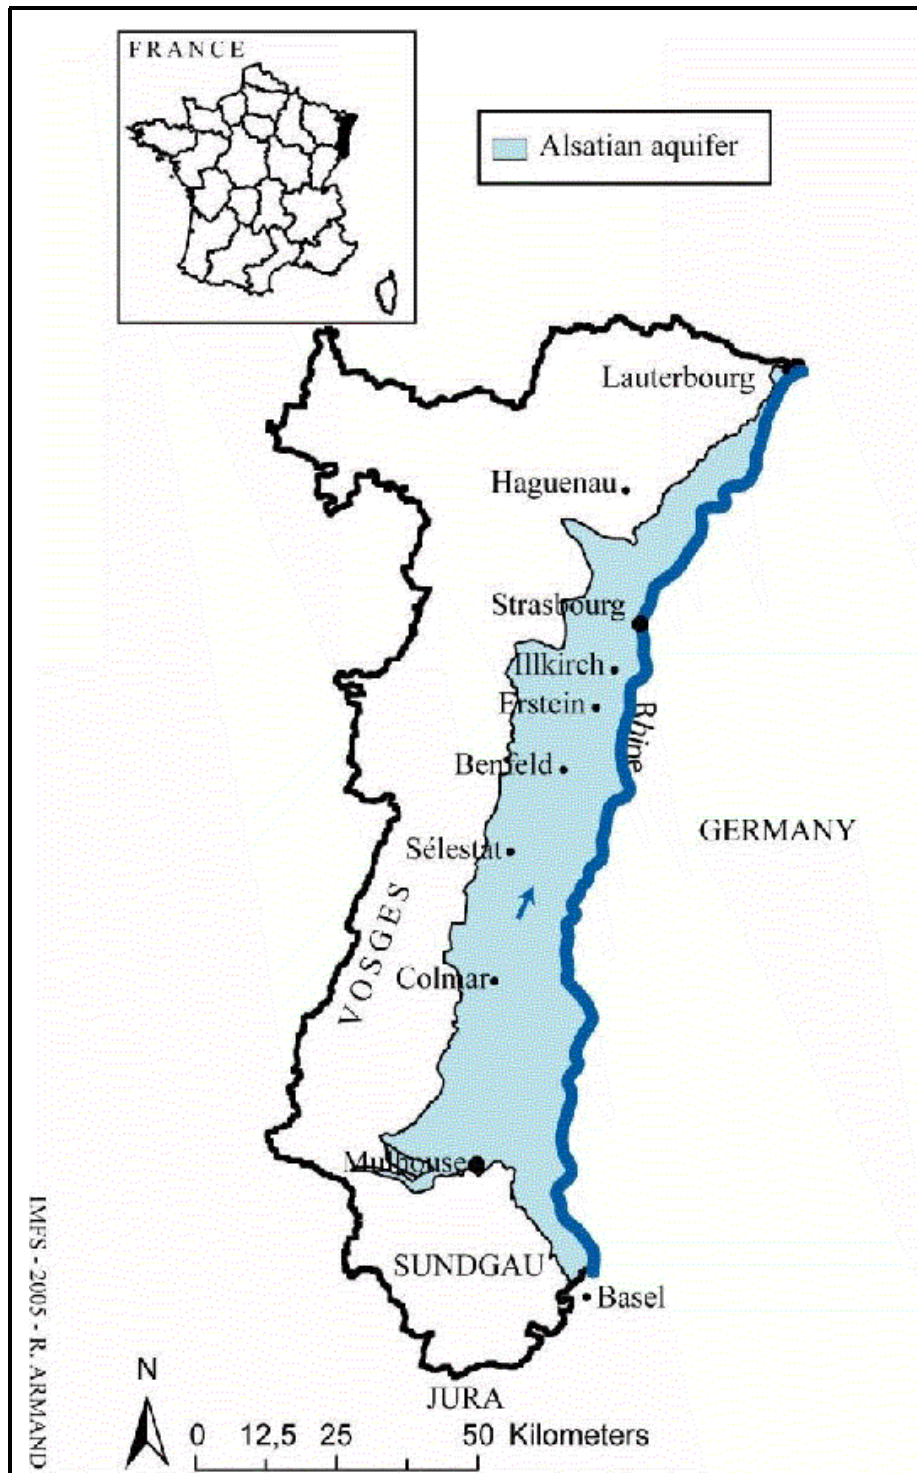 FRANCE
Alsatian aquifer
Lauterbourg
Haguenau
Strasbourg
Illkirch
Erstein
Rhine
Benfeld
GERMANY
Sélestat
VOSGES
Colmar
Mulhouse
SUNDGAU
Basel
JURA
N
0 12,5 25 50 Kilometers
IMFS - 2005 - R. ARMAND